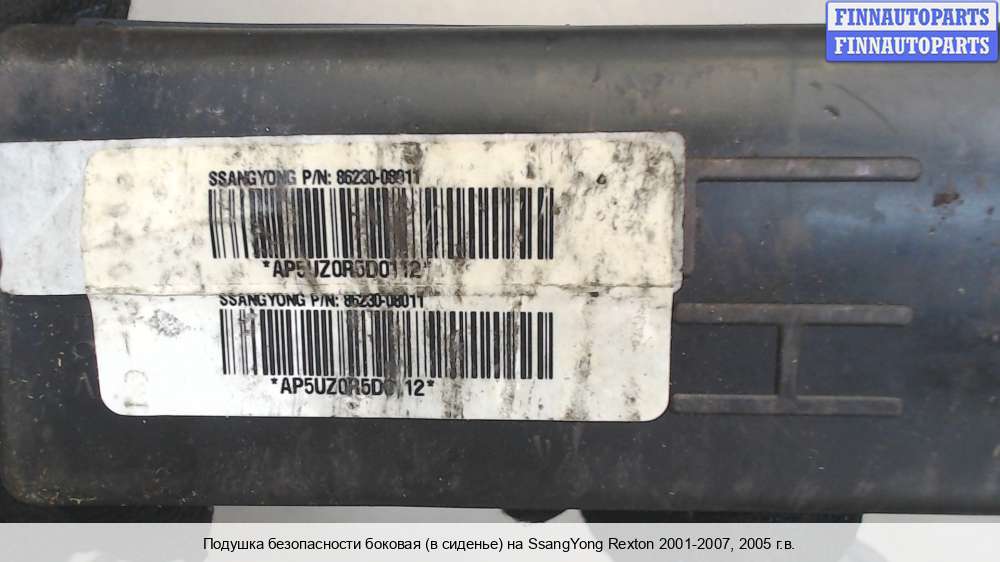 FINNAUTOPARTS
FINNAUTOPARTS
SSANGYONG P/N: 86230-08011
*AP5UZ0R5D0112*
SSANGYONG P/N: 86230-08011
*AP5UZ0R5D0112*
Подушка безопасности боковая (в сиденье) на SsangYong Rexton 2001-2007, 2005 г.в.